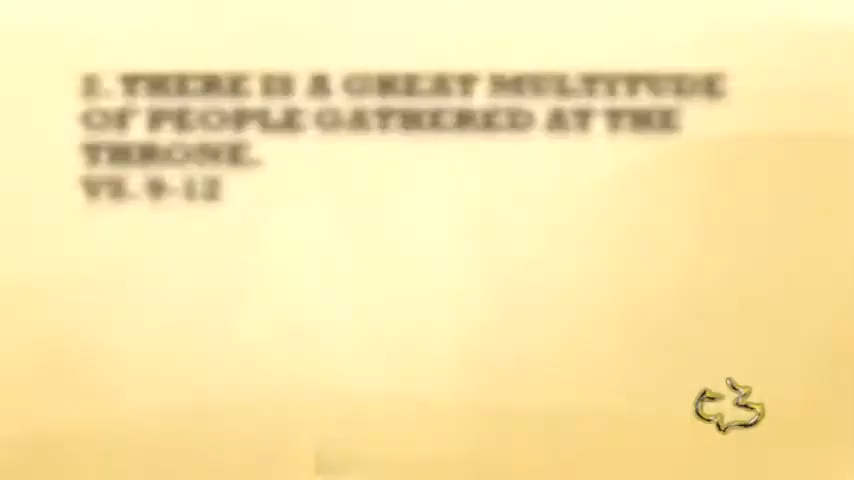 THERE IS A GREAT MULTITUDE
OF PEOPLE GATHERED AT THE
THRONE.
VS. 9-12